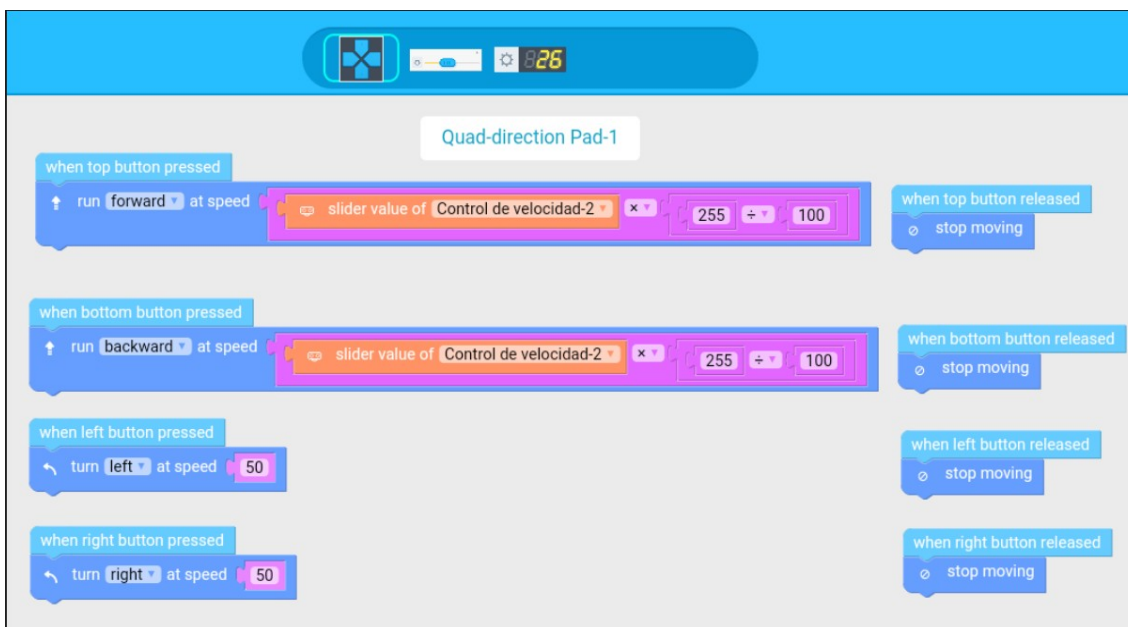 26
Quad-direction Pad-1
when top button pressed
run forward at speed slider value of Control de velocidad-2 × 255 ÷ 100
when top button released
stop moving
when bottom button pressed
run backward at speed slider value of Control de velocidad-2 × 255 ÷ 100
when bottom button released
stop moving
when left button pressed
turn left at speed 50
when left button released
stop moving
when right button pressed
turn right at speed 50
when right button released
stop moving